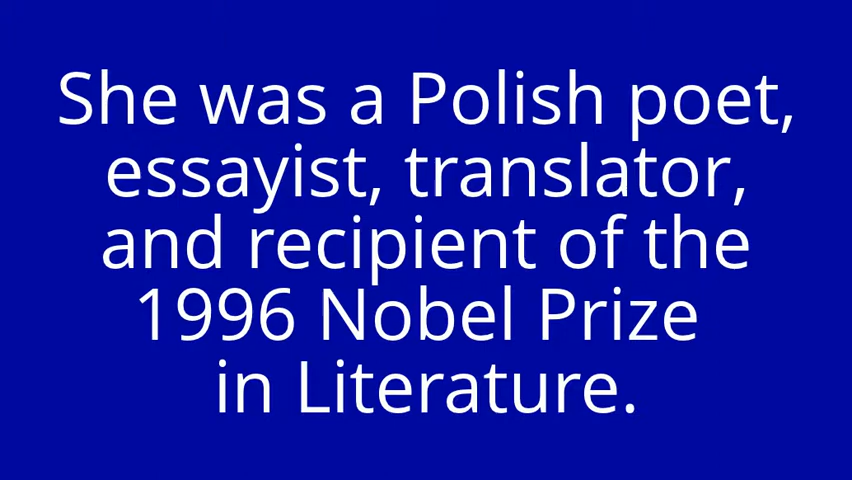 She was a Polish poet,
essayist, translator,
and recipient of the
1996 Nobel Prize
in Literature.